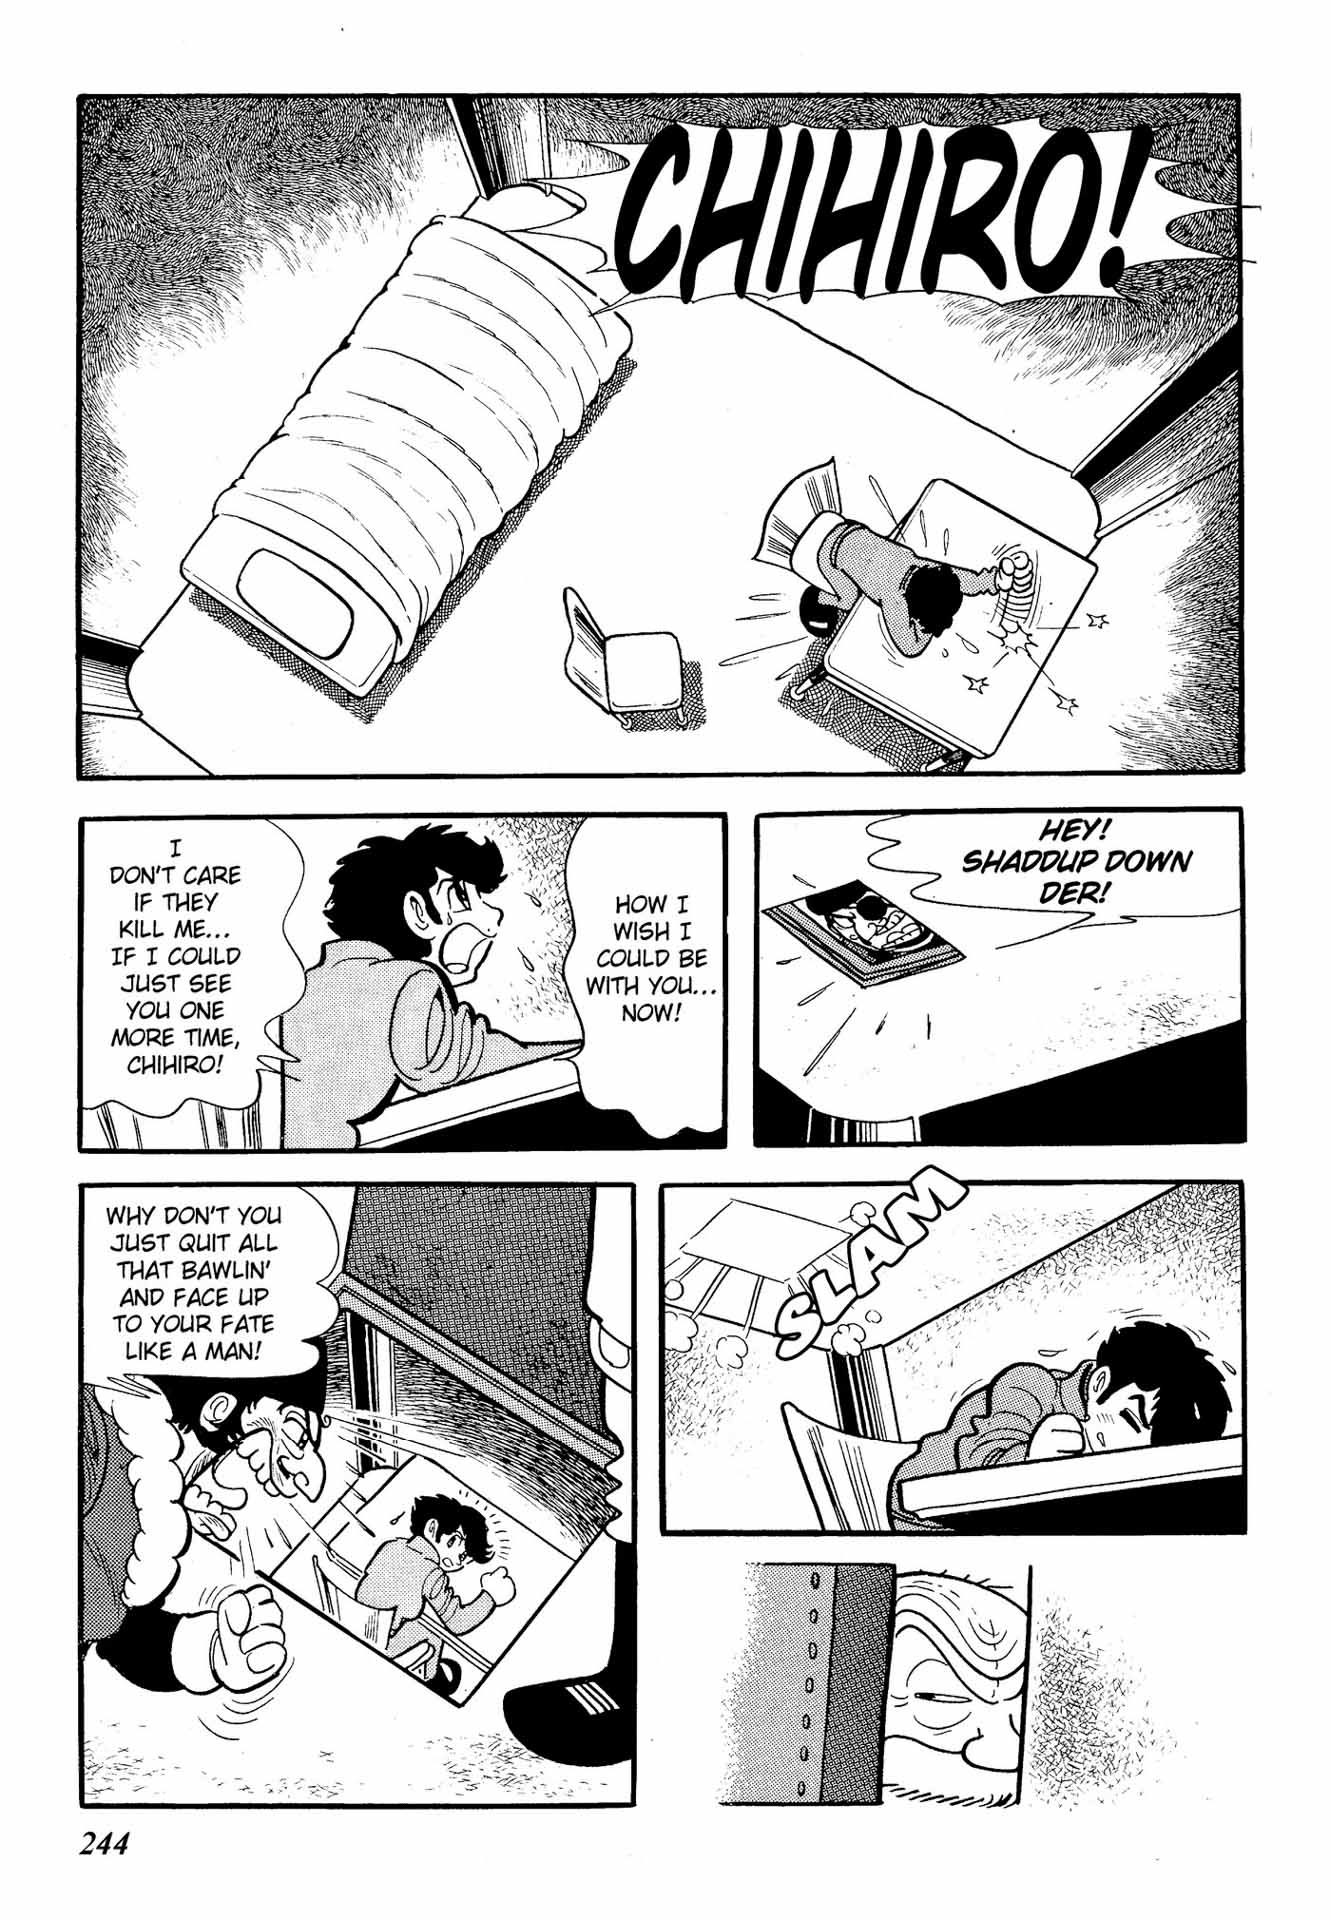 CHIHIRO!
I
DON'T CARE
IF THEY
KILL ME...
IF I COULD
JUST SEE
YOU ONE
MORE TIME,
CHIHIRO!
HOW I
WISH I
COULD BE
WITH YOU...
NOW!
HEY!
SHADDUP DOWN
DER!
WHY DON'T YOU
JUST QUIT ALL
THAT BAWLIN'
AND FACE UP
TO YOUR FATE
LIKE A MAN!
SLAM
244